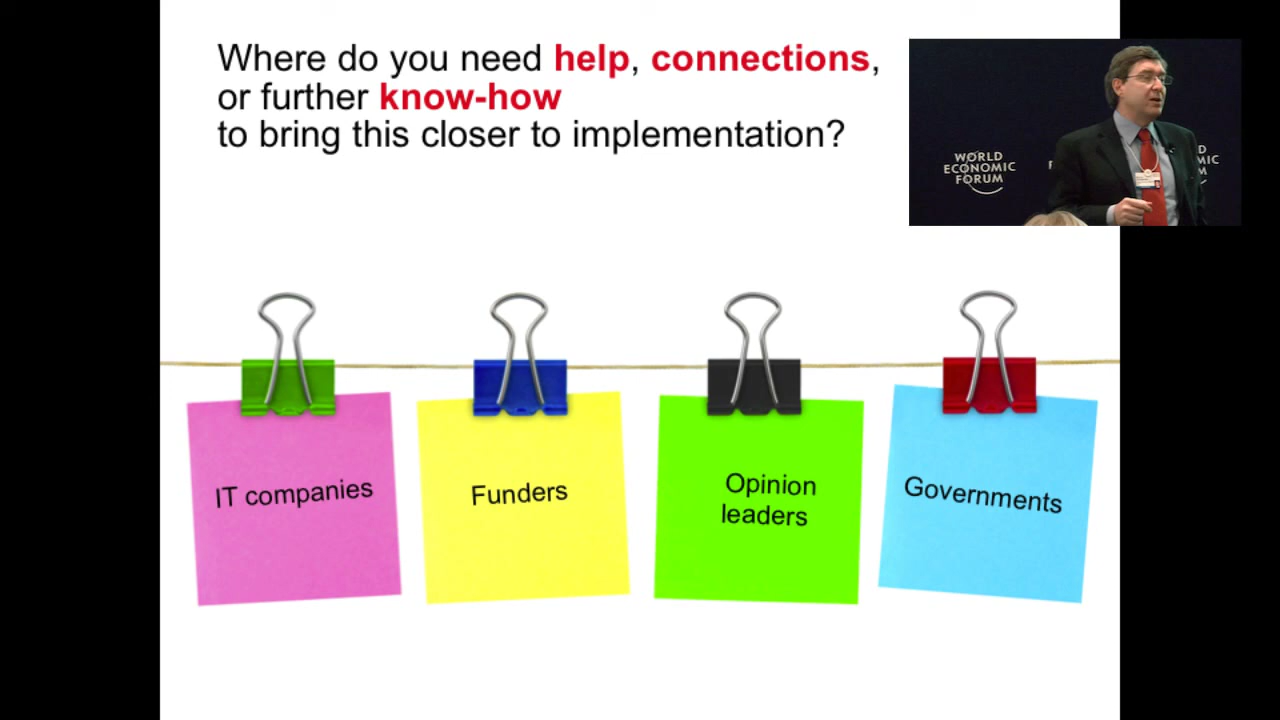 Where do you need help, connections,
or further know-how
to bring this closer to implementation?
WORLD
ECONOMIC
FORUM
IT companies
Funders
Opinion
leaders
Governments